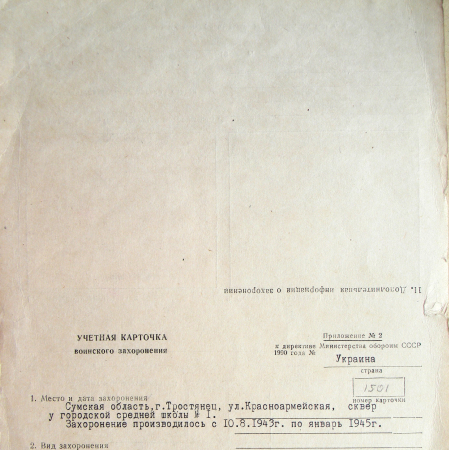 11. Дополнительная информация о захоронении
УЧЕТНАЯ КАРТОЧКА
воинского захоронения
Приложение № 2
к директиве Министерства обороны СССР
1990 года №
Украина
страна
1501
номер карточки
1. Место и дата захоронения
Сумская область,г.Тростянец, ул.Красноармейская, сквер
у городской средней школы № 1.
Захоронение производилось с 10.8.1943г. по январь 1945г.
2. Вид захоронения